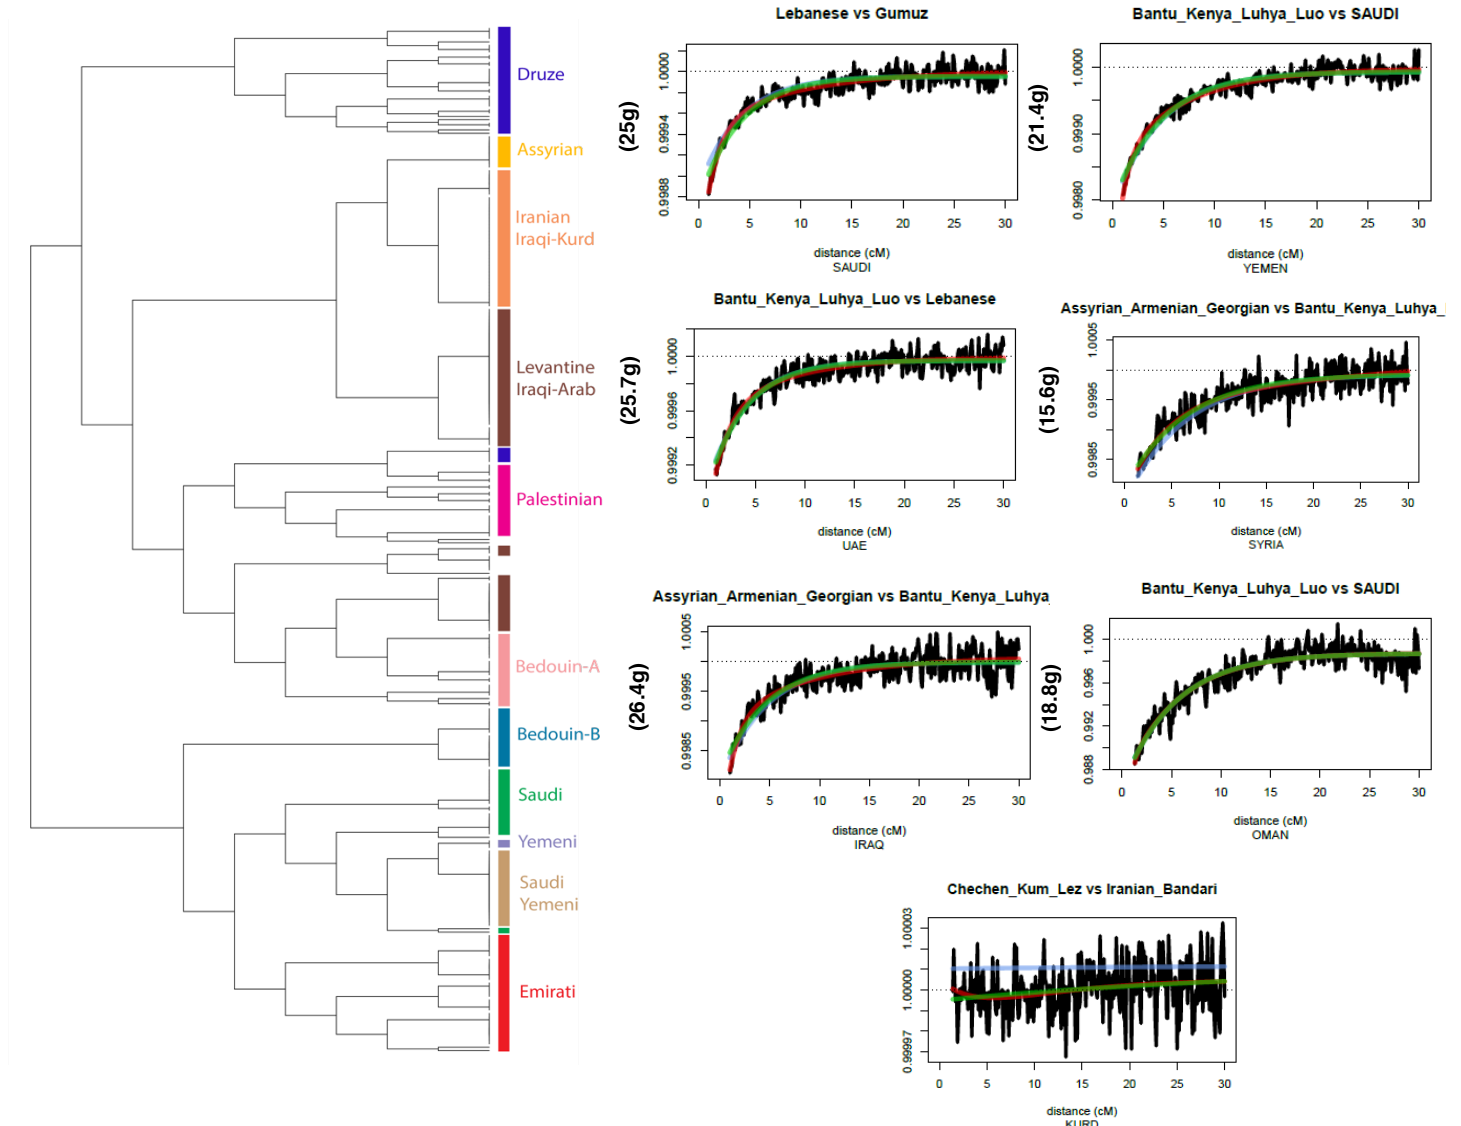 Druze
Assyrian
Iranian
Iraqi-Kurd
Levantine
Iraqi-Arab
Palestinian
Bedouin-A
Bedouin-B
Saudi
Yemeni
Saudi
Yemeni
Emirati
Lebanese vs Gumuz
(25g)
1.0000
0.9994
0.9988
0 5 10 15 20 25 30
distance (cM)
SAUDI
Bantu_Kenya_Luhya_Luo vs SAUDI
(21.4g)
1.0000
0.9990
0.9980
0 5 10 15 20 25 30
distance (cM)
YEMEN
Bantu_Kenya_Luhya_Luo vs Lebanese
(25.7g)
1.0000
0.9996
0.9992
0 5 10 15 20 25 30
distance (cM)
UAE
Assyrian_Armenian_Georgian vs Bantu_Kenya_Luhya_
(15.6g)
1.0005
0.9995
0.9985
0 5 10 15 20 25 30
distance (cM)
SYRIA
Assyrian_Armenian_Georgian vs Bantu_Kenya_Luhya
(26.4g)
1.0005
0.9995
0.9985
0 5 10 15 20 25 30
distance (cM)
IRAQ
Bantu_Kenya_Luhya_Luo vs SAUDI
(18.8g)
1.000
0.996
0.992
0.988
0 5 10 15 20 25 30
distance (cM)
OMAN
Chechen_Kum_Lez vs Iranian_Bandari
1.00003
1.00000
0.99997
0 5 10 15 20 25 30
distance (cM)
KURD